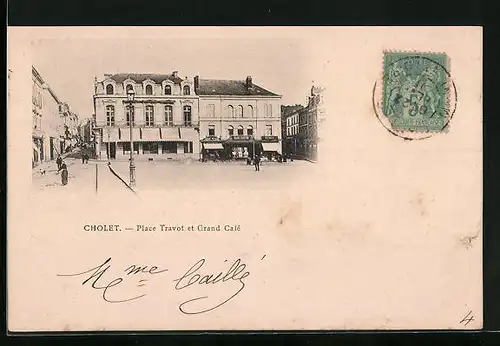 CHOLET. — Place Travot et Grand Café
Mme Caillé
4